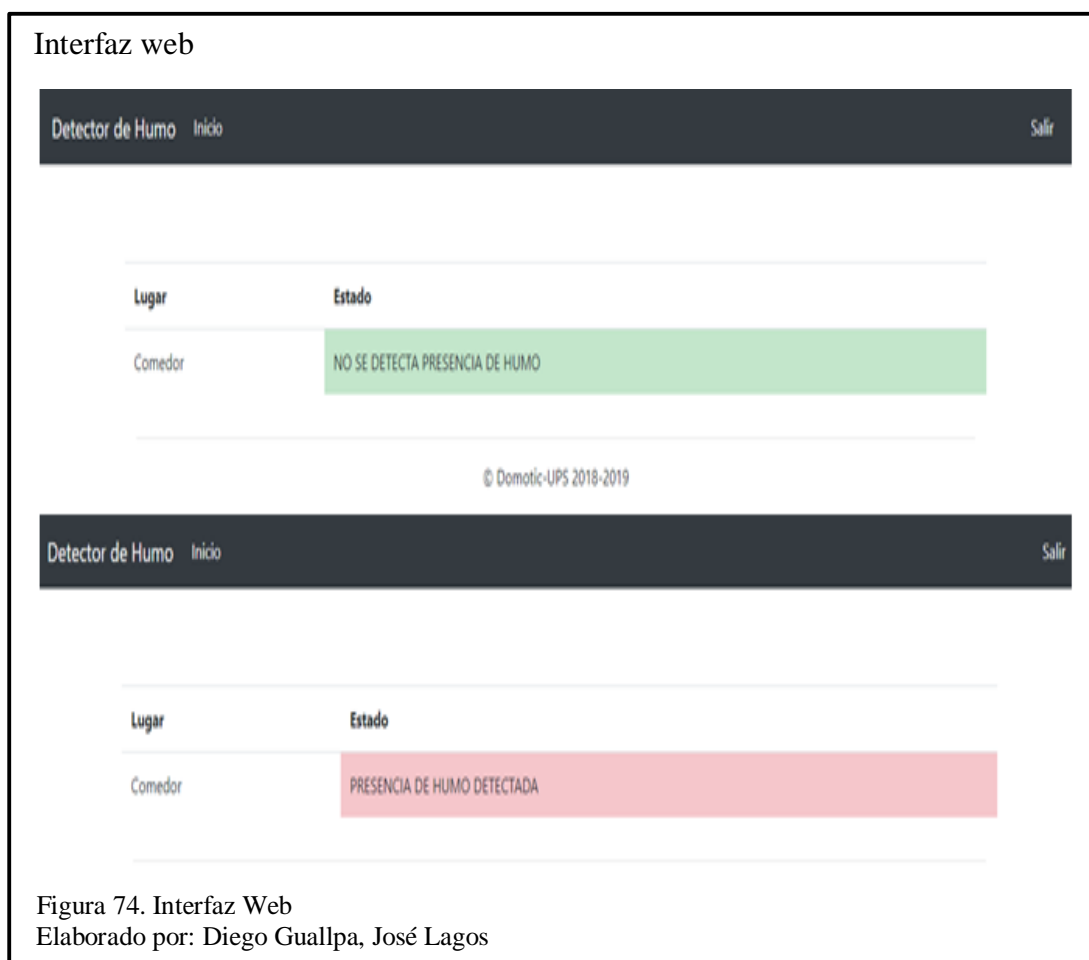 Interfaz web
Detector de Humo Inicio Salir
Lugar Estado
Comedor NO SE DETECTA PRESENCIA DE HUMO
© Domotic-UPS 2018-2019
Detector de Humo Inicio Salir
Lugar Estado
Comedor PRESENCIA DE HUMO DETECTADA
Figura 74. Interfaz Web
Elaborado por: Diego Guallpa, José Lagos